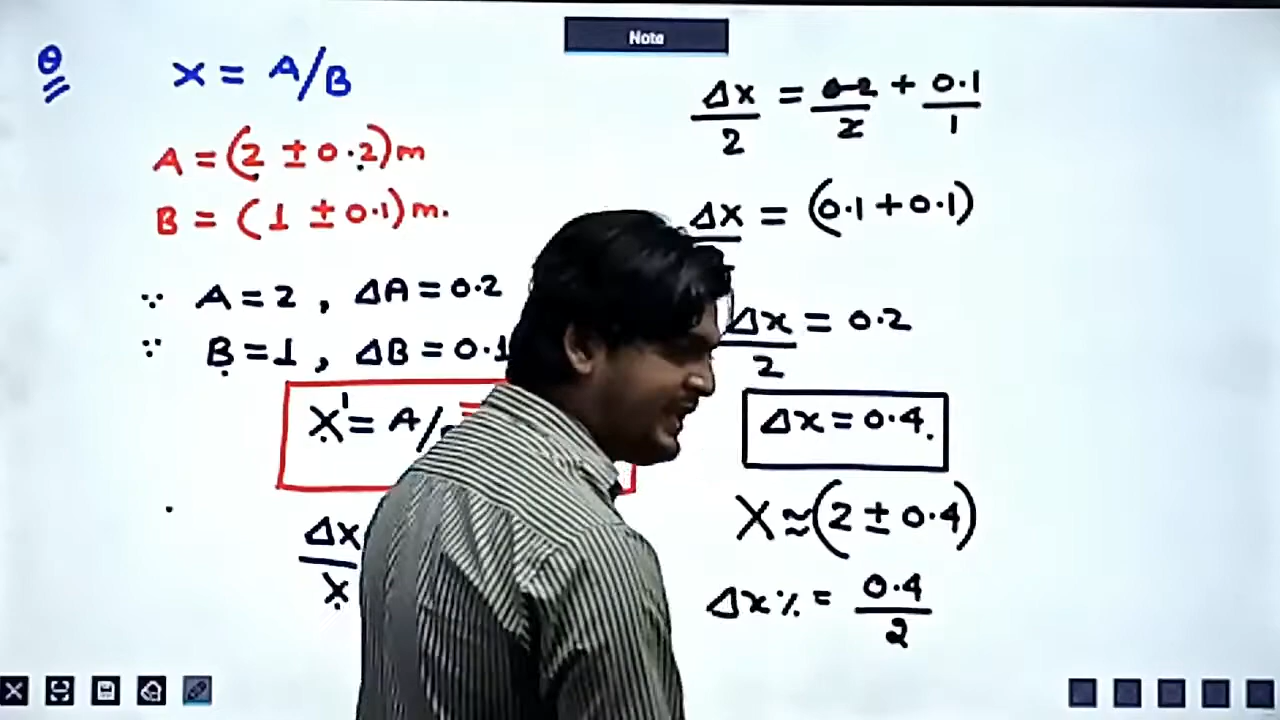 Note
Q
x = A/B
A = (2 ± 0.2)m
B = (1 ± 0.1)m.
∵ A = 2 , ΔA = 0.2
∵ B = 1 , ΔB = 0.1
X' = A/
Δx
x
Δx/2 = 0.2/2 + 0.1/1
Δx = (0.1 + 0.1)
Δx/2 = 0.2
Δx = 0.4.
X ≈ (2 ± 0.4)
Δx% = 0.4/2